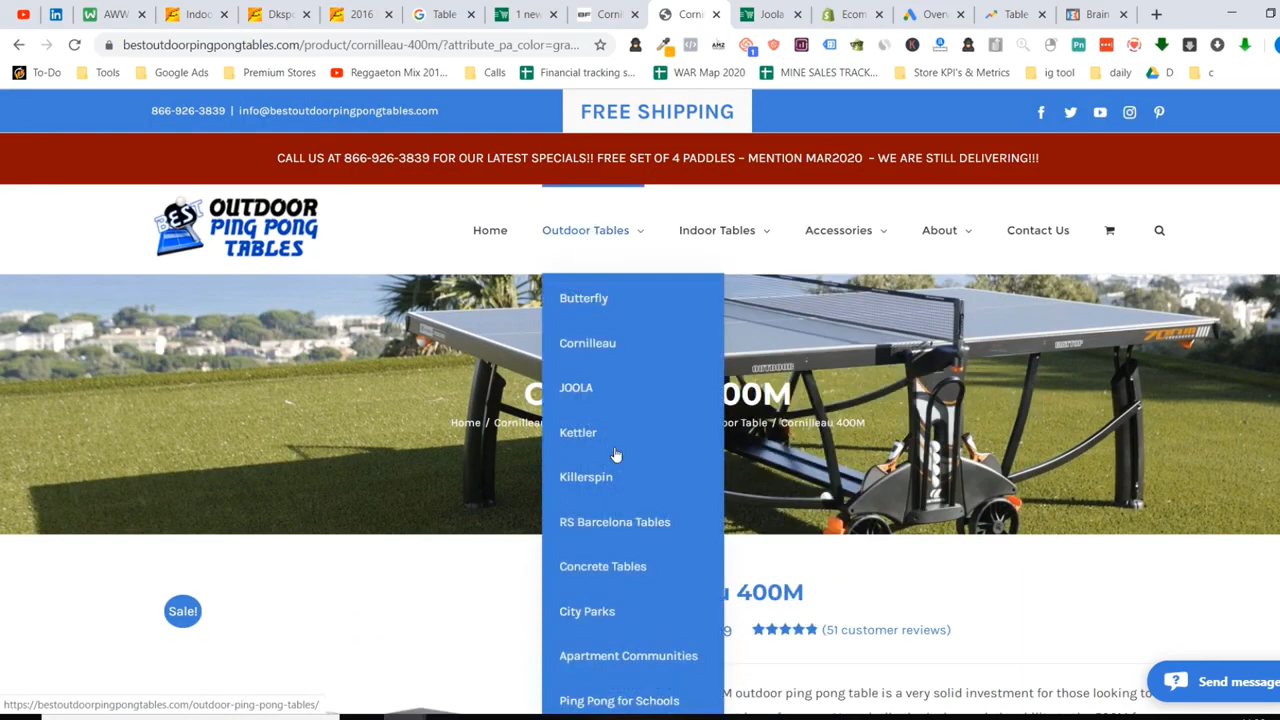 AWW
Indoo
Dksp
2016
Table
1 new
Cornil
Corni
Joola
Ecom
Over
Table
Brain
bestoutdoorpingpongtables.com/product/cornilleau-400m/?attribute_pa_color=gra...
To-Do
Tools
Google Ads
Premium Stores
Reggaeton Mix 201...
Calls
Financial tracking s...
WAR Map 2020
MINE SALES TRACK...
Store KPI's & Metrics
ig tool
daily
D
c
866-926-3839 | info@bestoutdoorpingpongtables.com
FREE SHIPPING
CALL US AT 866-926-3839 FOR OUR LATEST SPECIALS!! FREE SET OF 4 PADDLES – MENTION MAR2020 – WE ARE STILL DELIVERING!!!
BEST OUTDOOR
PING PONG
TABLES
Home
Outdoor Tables
Indoor Tables
Accessories
About
Contact Us
Butterfly
Cornilleau
JOOLA
Kettler
Killerspin
RS Barcelona Tables
Concrete Tables
City Parks
Apartment Communities
Ping Pong for Schools
OUTDOOR
700M
OUTDOOR
C 00M
Home / Cornillea oor Table / Cornilleau 400M
Sale!
u 400M
9 (51 customer reviews)
M outdoor ping pong table is a very solid investment for those looking to
Send message
https://bestoutdoorpingpongtables.com/outdoor-ping-pong-tables/